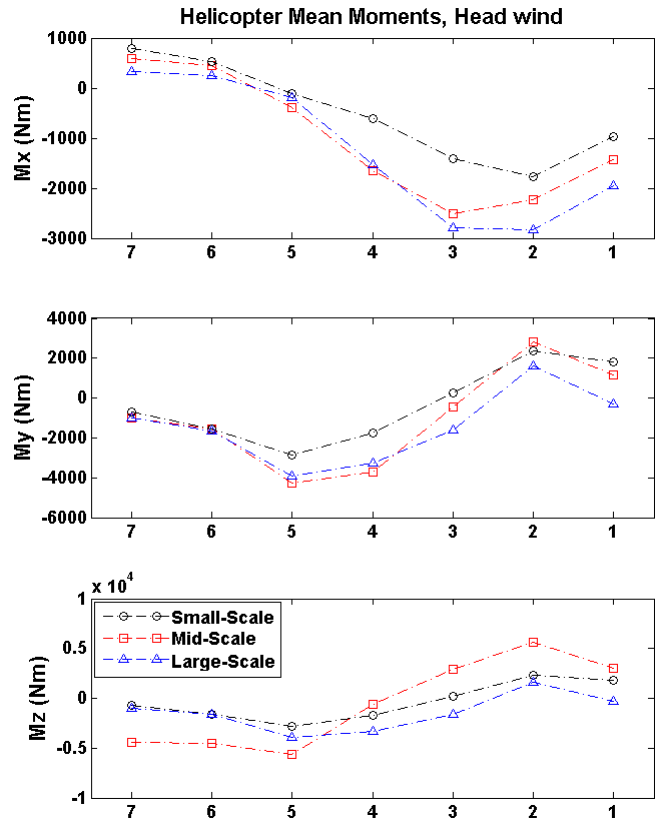 Helicopter Mean Moments, Head wind
1000
0
-1000
-2000
-3000
Mx (Nm)
7 6 5 4 3 2 1
4000
2000
0
-2000
-4000
-6000
My (Nm)
7 6 5 4 3 2 1
x 10^4
1
0.5
0
-0.5
-1
Mz (Nm)
Small-Scale
Mid-Scale
Large-Scale
7 6 5 4 3 2 1